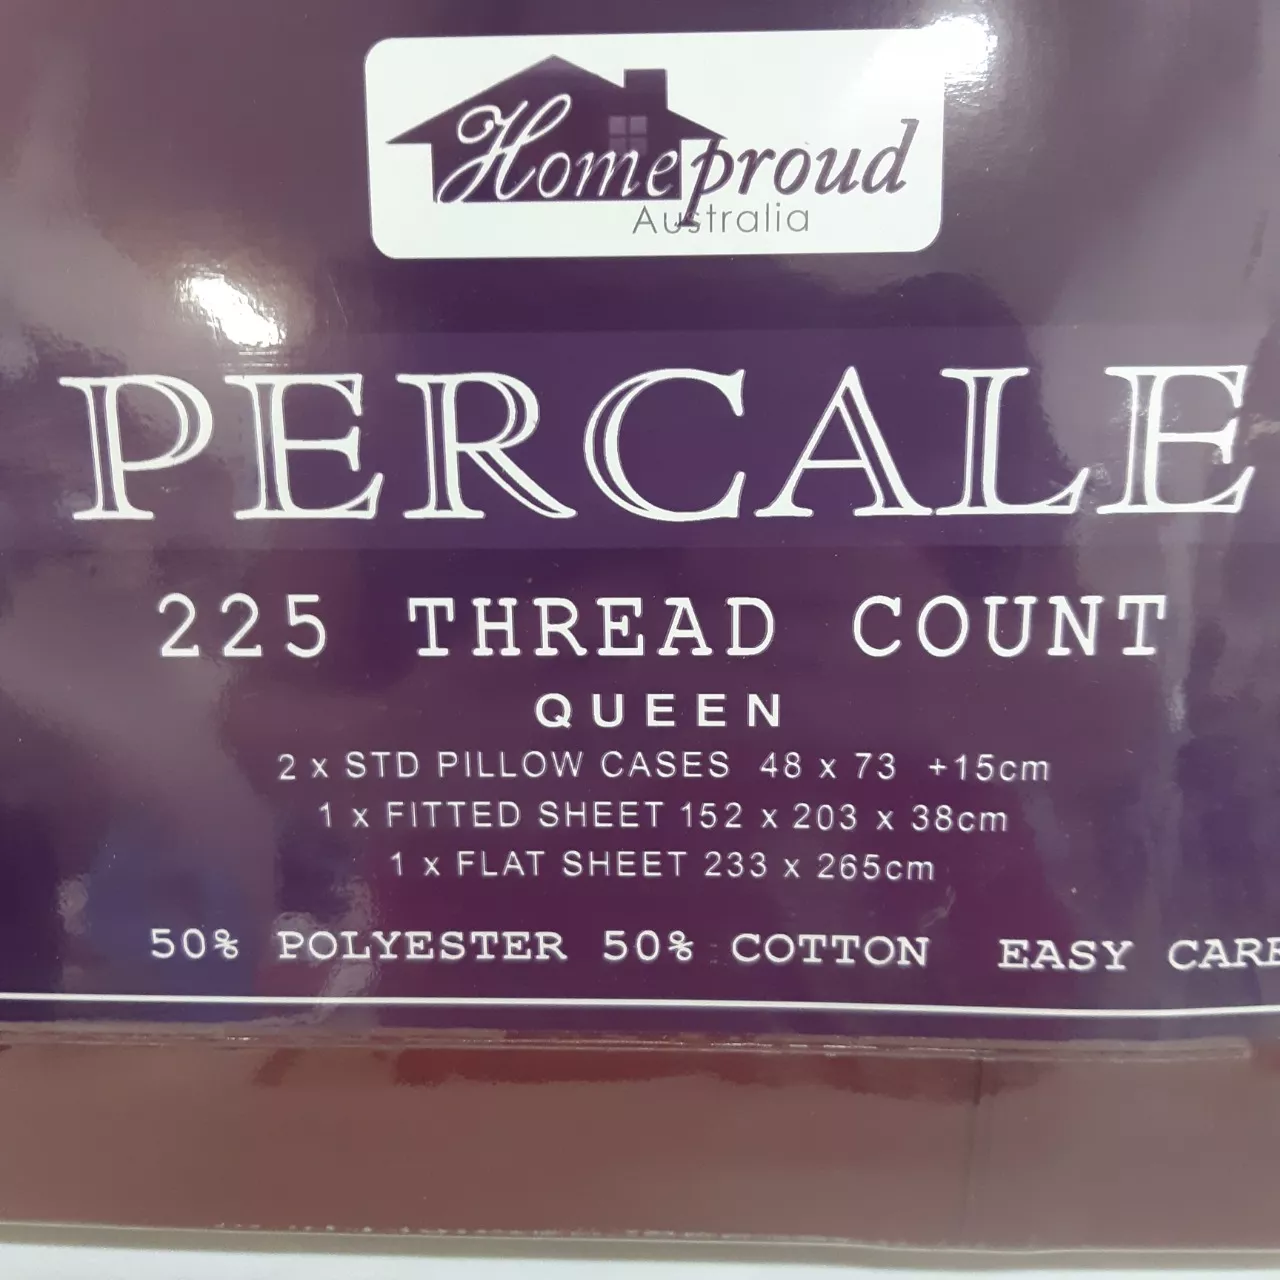 Homeproud
Australia
PERCALE
225 THREAD COUNT
QUEEN
2 x STD PILLOW CASES 48 x 73 +15cm
1 x FITTED SHEET 152 x 203 x 38cm
1 x FLAT SHEET 233 x 265cm
50% POLYESTER 50% COTTON EASY CARE